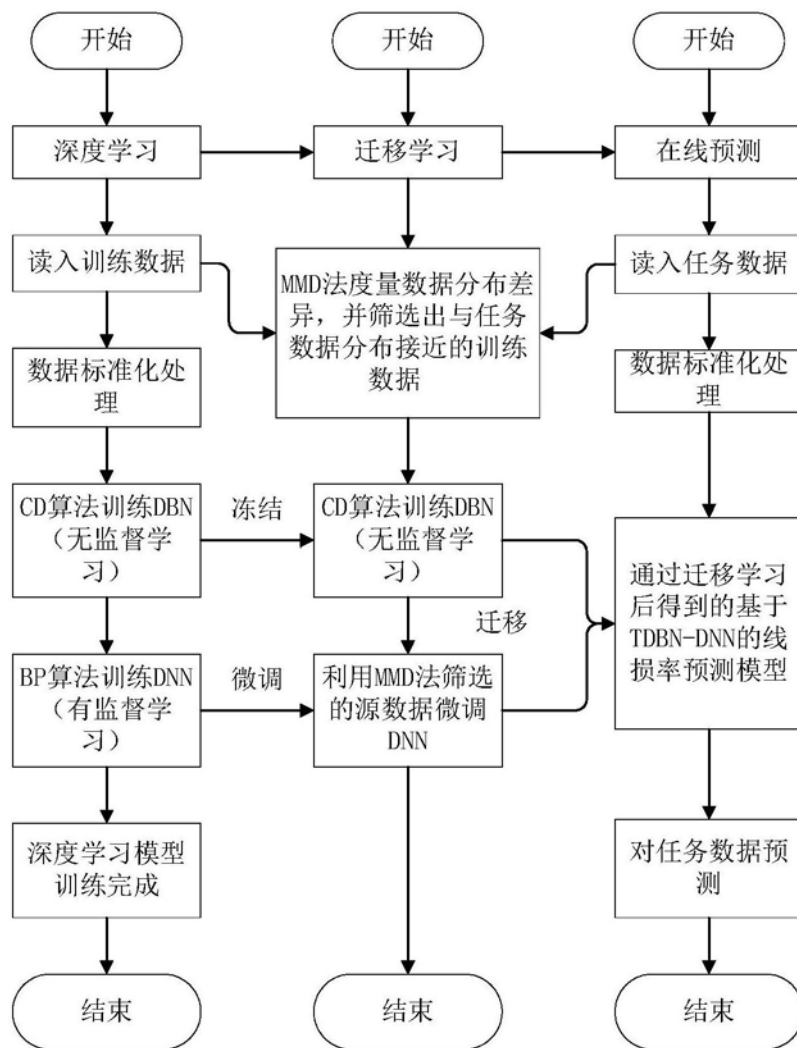 开始
开始
开始
深度学习
迁移学习
在线预测
读入训练数据
MMD法度量数据分布差
异，并筛选出与任务
数据分布接近的训练
数据
读入任务数据
数据标准化处
理
数据标准化处
理
CD算法训练DBN
（无监督学
习）
冻结
CD算法训练DBN
（无监督学
习）
迁移
通过迁移学习
后得到的基于
TDBN-DNN的线
损率预测模型
BP算法训练DNN
（有监督学
习）
微调
利用MMD法筛选
的源数据微调
DNN
深度学习模型
训练完成
对任务数据预
测
结束
结束
结束